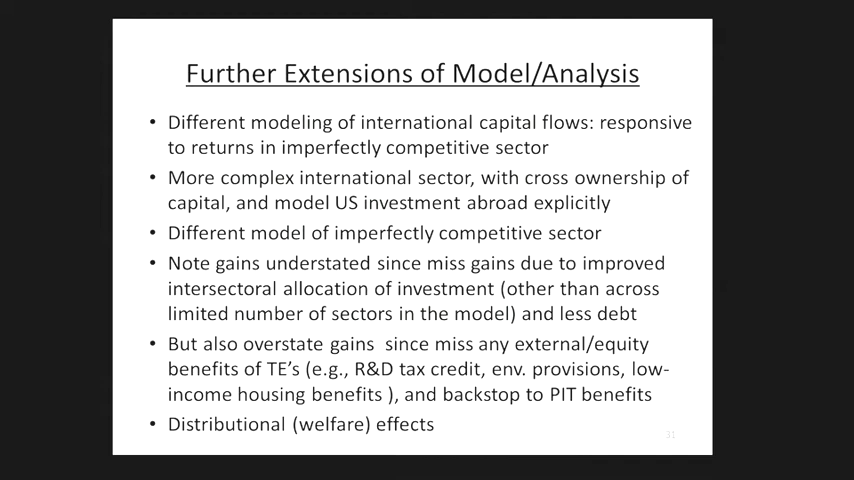 Further Extensions of Model/Analysis
• Different modeling of international capital flows: responsive
to returns in imperfectly competitive sector
• More complex international sector, with cross ownership of
capital, and model US investment abroad explicitly
• Different model of imperfectly competitive sector
• Note gains understated since miss gains due to improved
intersectoral allocation of investment (other than across
limited number of sectors in the model) and less debt
• But also overstate gains  since miss any external/equity
benefits of TE's (e.g., R&D tax credit, env. provisions, low-
income housing benefits ), and backstop to PIT benefits
• Distributional (welfare) effects
31